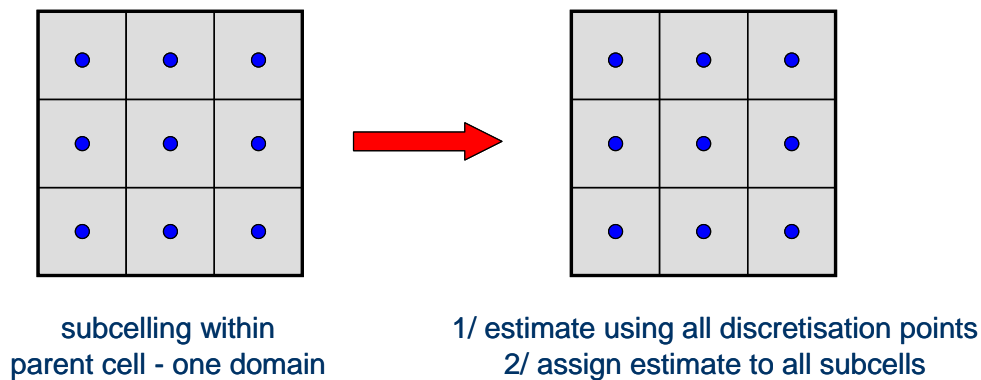 subcelling within
parent cell - one domain
1/ estimate using all discretisation points
2/ assign estimate to all subcells